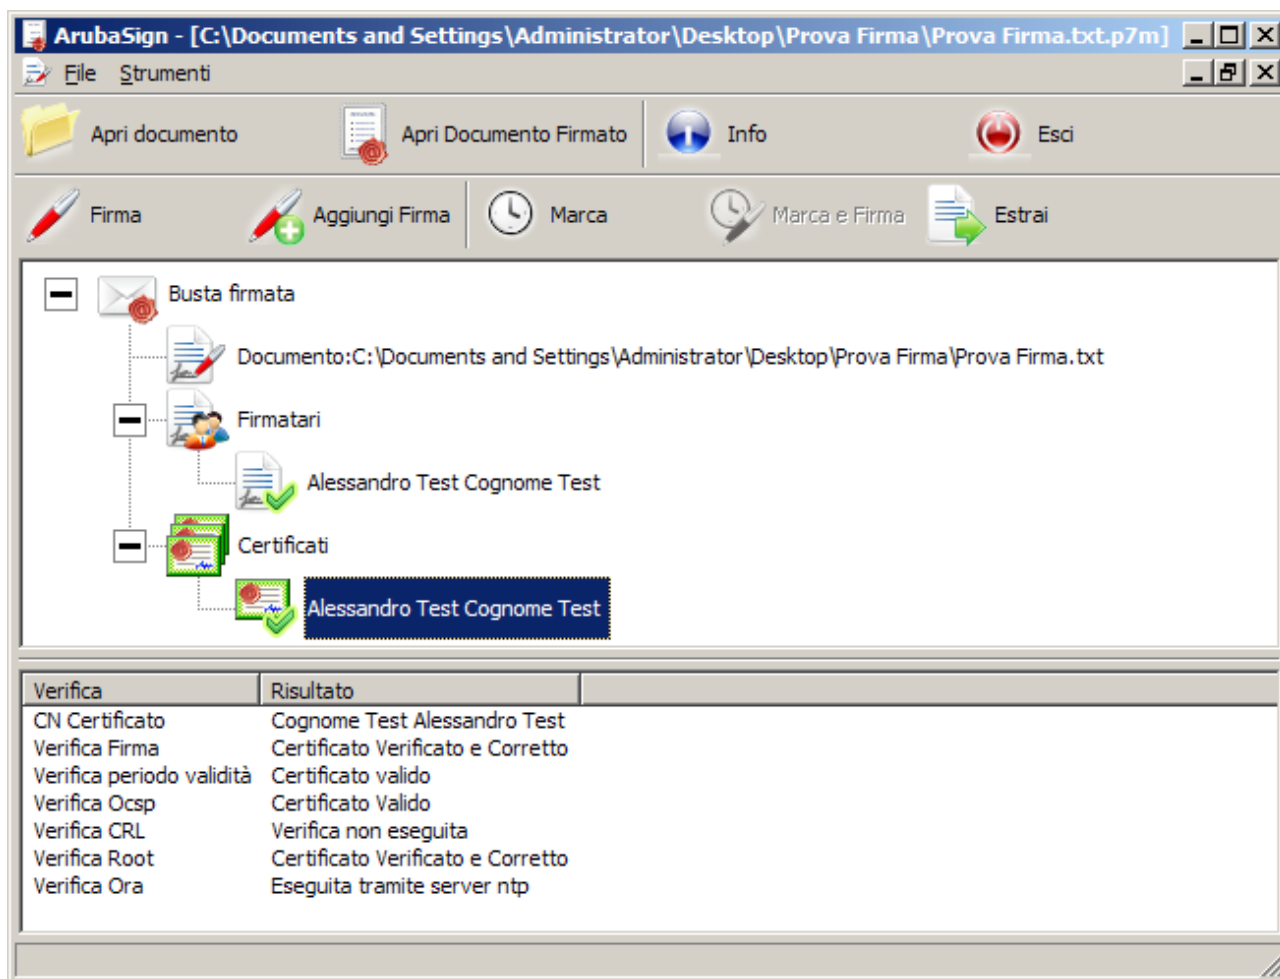 ArubaSign - [C:\Documents and Settings\Administrator\Desktop\Prova Firma\Prova Firma.txt.p7m]
File Strumenti
Apri documento Apri Documento Firmato Info Esci
Firma Aggiungi Firma Marca Marca e Firma Estrai
Busta firmata
Documento:C:\Documents and Settings\Administrator\Desktop\Prova Firma\Prova Firma.txt
Firmatari
Alessandro Test Cognome Test
Certificati
Alessandro Test Cognome Test
Verifica Risultato
CN Certificato Cognome Test Alessandro Test
Verifica Firma Certificato Verificato e Corretto
Verifica periodo validità Certificato valido
Verifica Ocsp Certificato Valido
Verifica CRL Verifica non eseguita
Verifica Root Certificato Verificato e Corretto
Verifica Ora Eseguita tramite server ntp